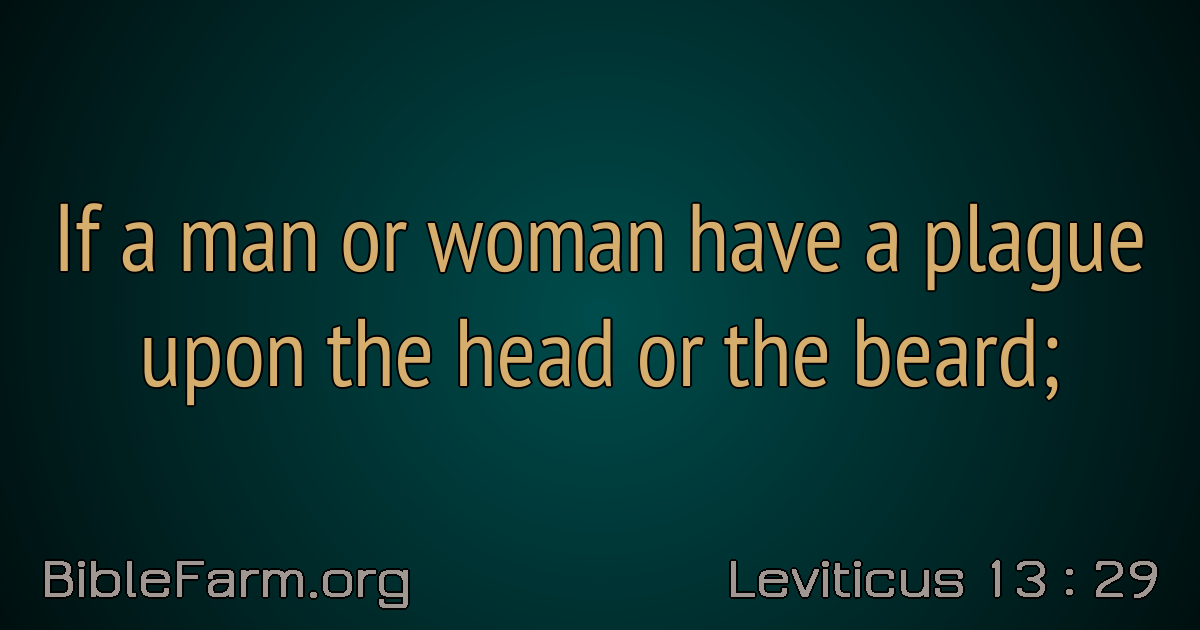 If a man or woman have a plague
upon the head or the beard;
BibleFarm.org
Leviticus 13 : 29